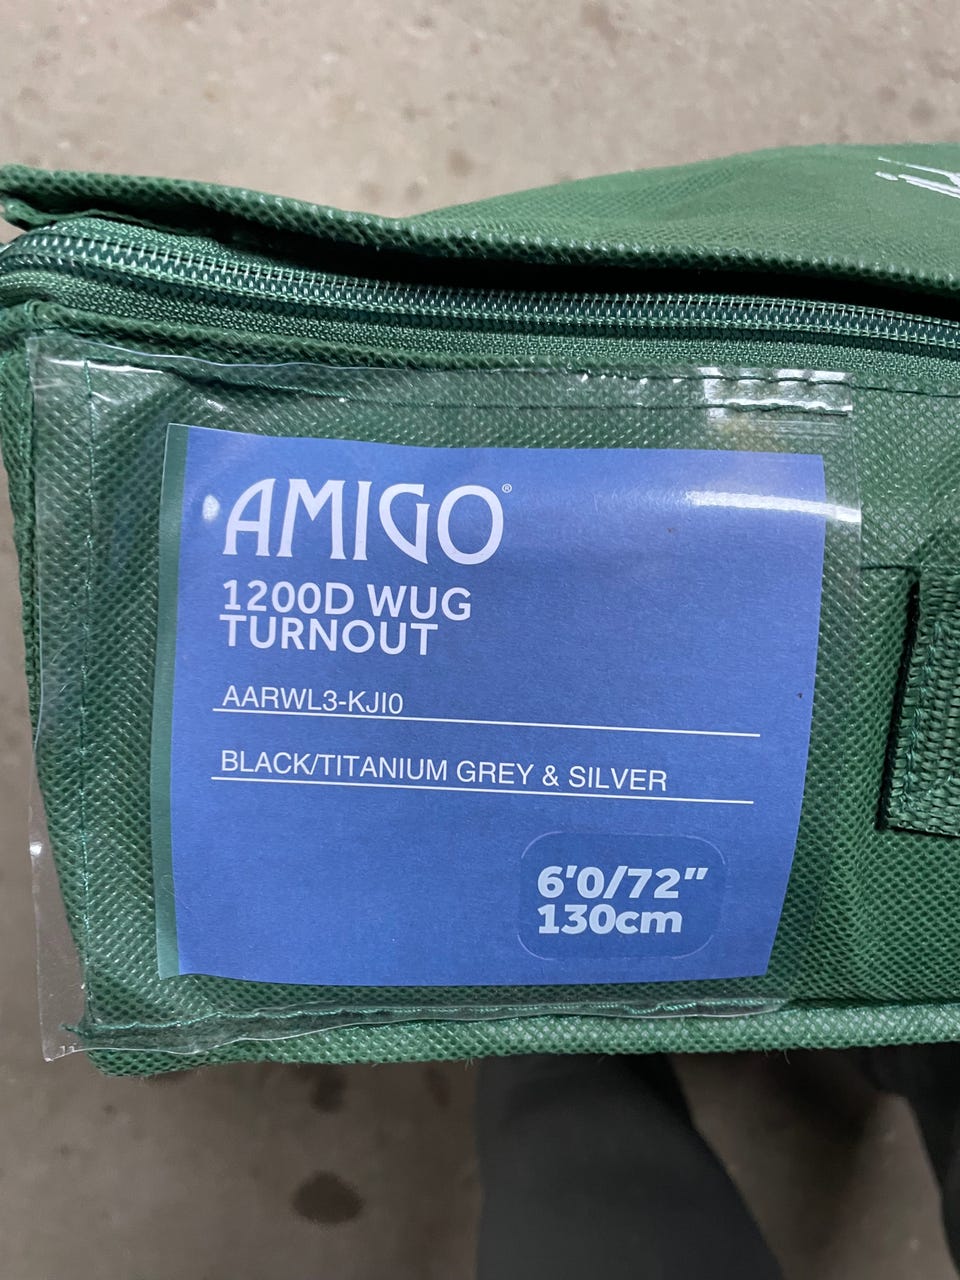 AMIGO®
1200D WUG
TURNOUT
AARWL3-KJI0
BLACK/TITANIUM GREY & SILVER
6'0/72"
130cm